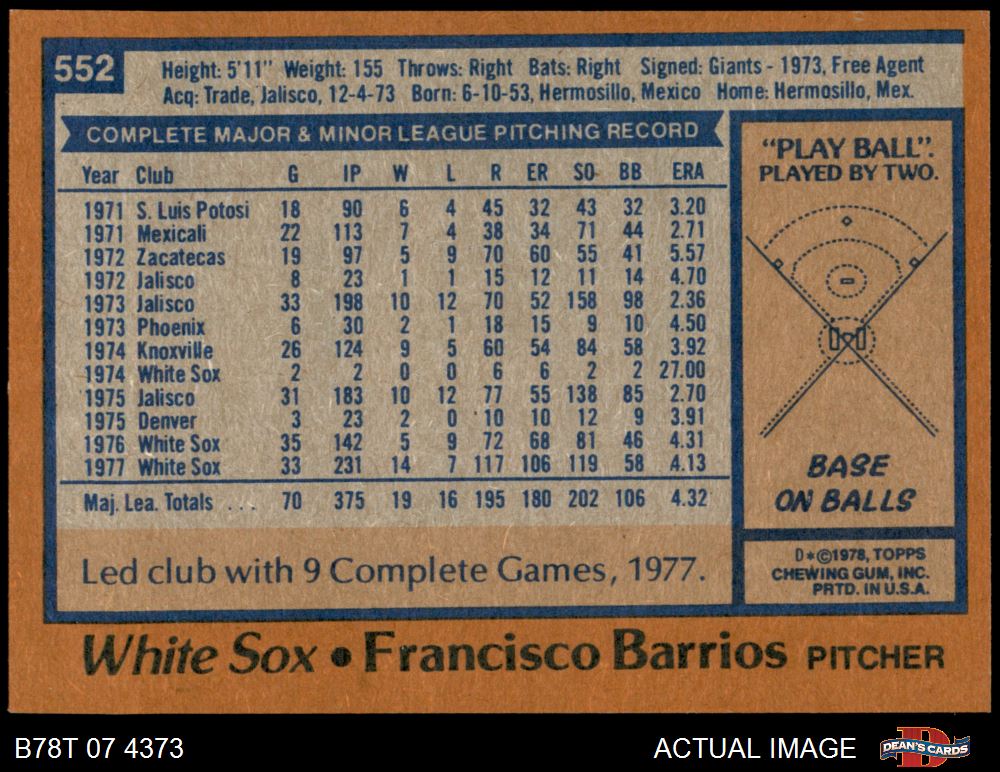 552
Height: 5'11" Weight: 155 Throws: Right Bats: Right Signed: Giants - 1973, Free Agent
Acq: Trade, Jalisco, 12-4-73 Born: 6-10-53, Hermosillo, Mexico Home: Hermosillo, Mex.
COMPLETE MAJOR & MINOR LEAGUE PITCHING RECORD
Year Club G IP W L R ER SO BB ERA
1971 S. Luis Potosi 18 90 6 4 45 32 43 32 3.20
1971 Mexicali 22 113 7 4 38 34 71 44 2.71
1972 Zacatecas 19 97 5 9 70 60 55 41 5.57
1972 Jalisco 8 23 1 1 15 12 11 14 4.70
1973 Jalisco 33 198 10 12 70 52 158 98 2.36
1973 Phoenix 6 30 2 1 18 15 9 10 4.50
1974 Knoxville 26 124 9 5 60 54 84 58 3.92
1974 White Sox 2 2 0 0 6 6 2 2 27.00
1975 Jalisco 31 183 10 12 77 55 138 85 2.70
1975 Denver 3 23 2 0 10 10 12 9 3.91
1976 White Sox 35 142 5 9 72 68 81 46 4.31
1977 White Sox 33 231 14 7 117 106 119 58 4.13
Maj. Lea. Totals . . . 70 375 19 16 195 180 202 106 4.32
Led club with 9 Complete Games, 1977.
"PLAY BALL".
PLAYED BY TWO.
BASE
ON BALLS
D*©1978, TOPPS
CHEWING GUM, INC.
PRTD. IN U.S.A.
White Sox • Francisco Barrios PITCHER
B78T 07 4373
ACTUAL IMAGE
D
DEAN'S CARDS